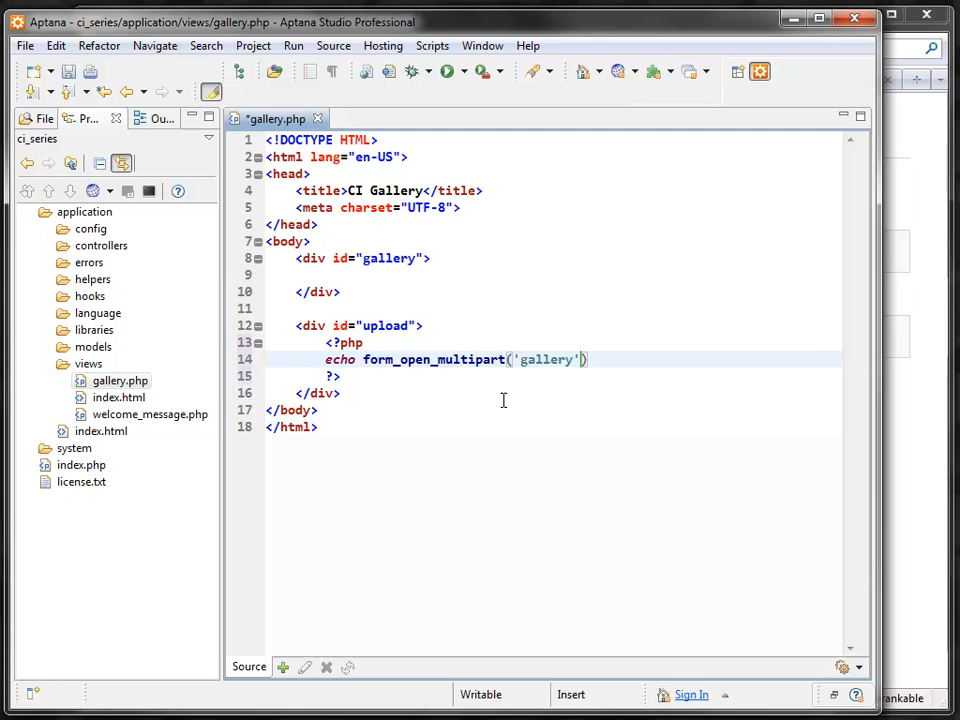 Aptana - ci_series/application/views/gallery.php - Aptana Studio Professional
File Edit Refactor Navigate Search Project Run Source Hosting Scripts Window Help
File Pr... Ou... *gallery.php
ci_series
application
config
controllers
errors
helpers
hooks
language
libraries
models
views
gallery.php
index.html
welcome_message.php
index.html
system
index.php
license.txt
1 <!DOCTYPE HTML>
2 <html lang="en-US">
3 <head>
4 <title>CI Gallery</title>
5 <meta charset="UTF-8">
6 </head>
7 <body>
8 <div id="gallery">
9
10 </div>
11
12 <div id="upload">
13 <?php
14 echo form_open_multipart('gallery')
15 ?>
16 </div>
17 </body>
18 </html>
Source
Writable Insert Sign In
rankable